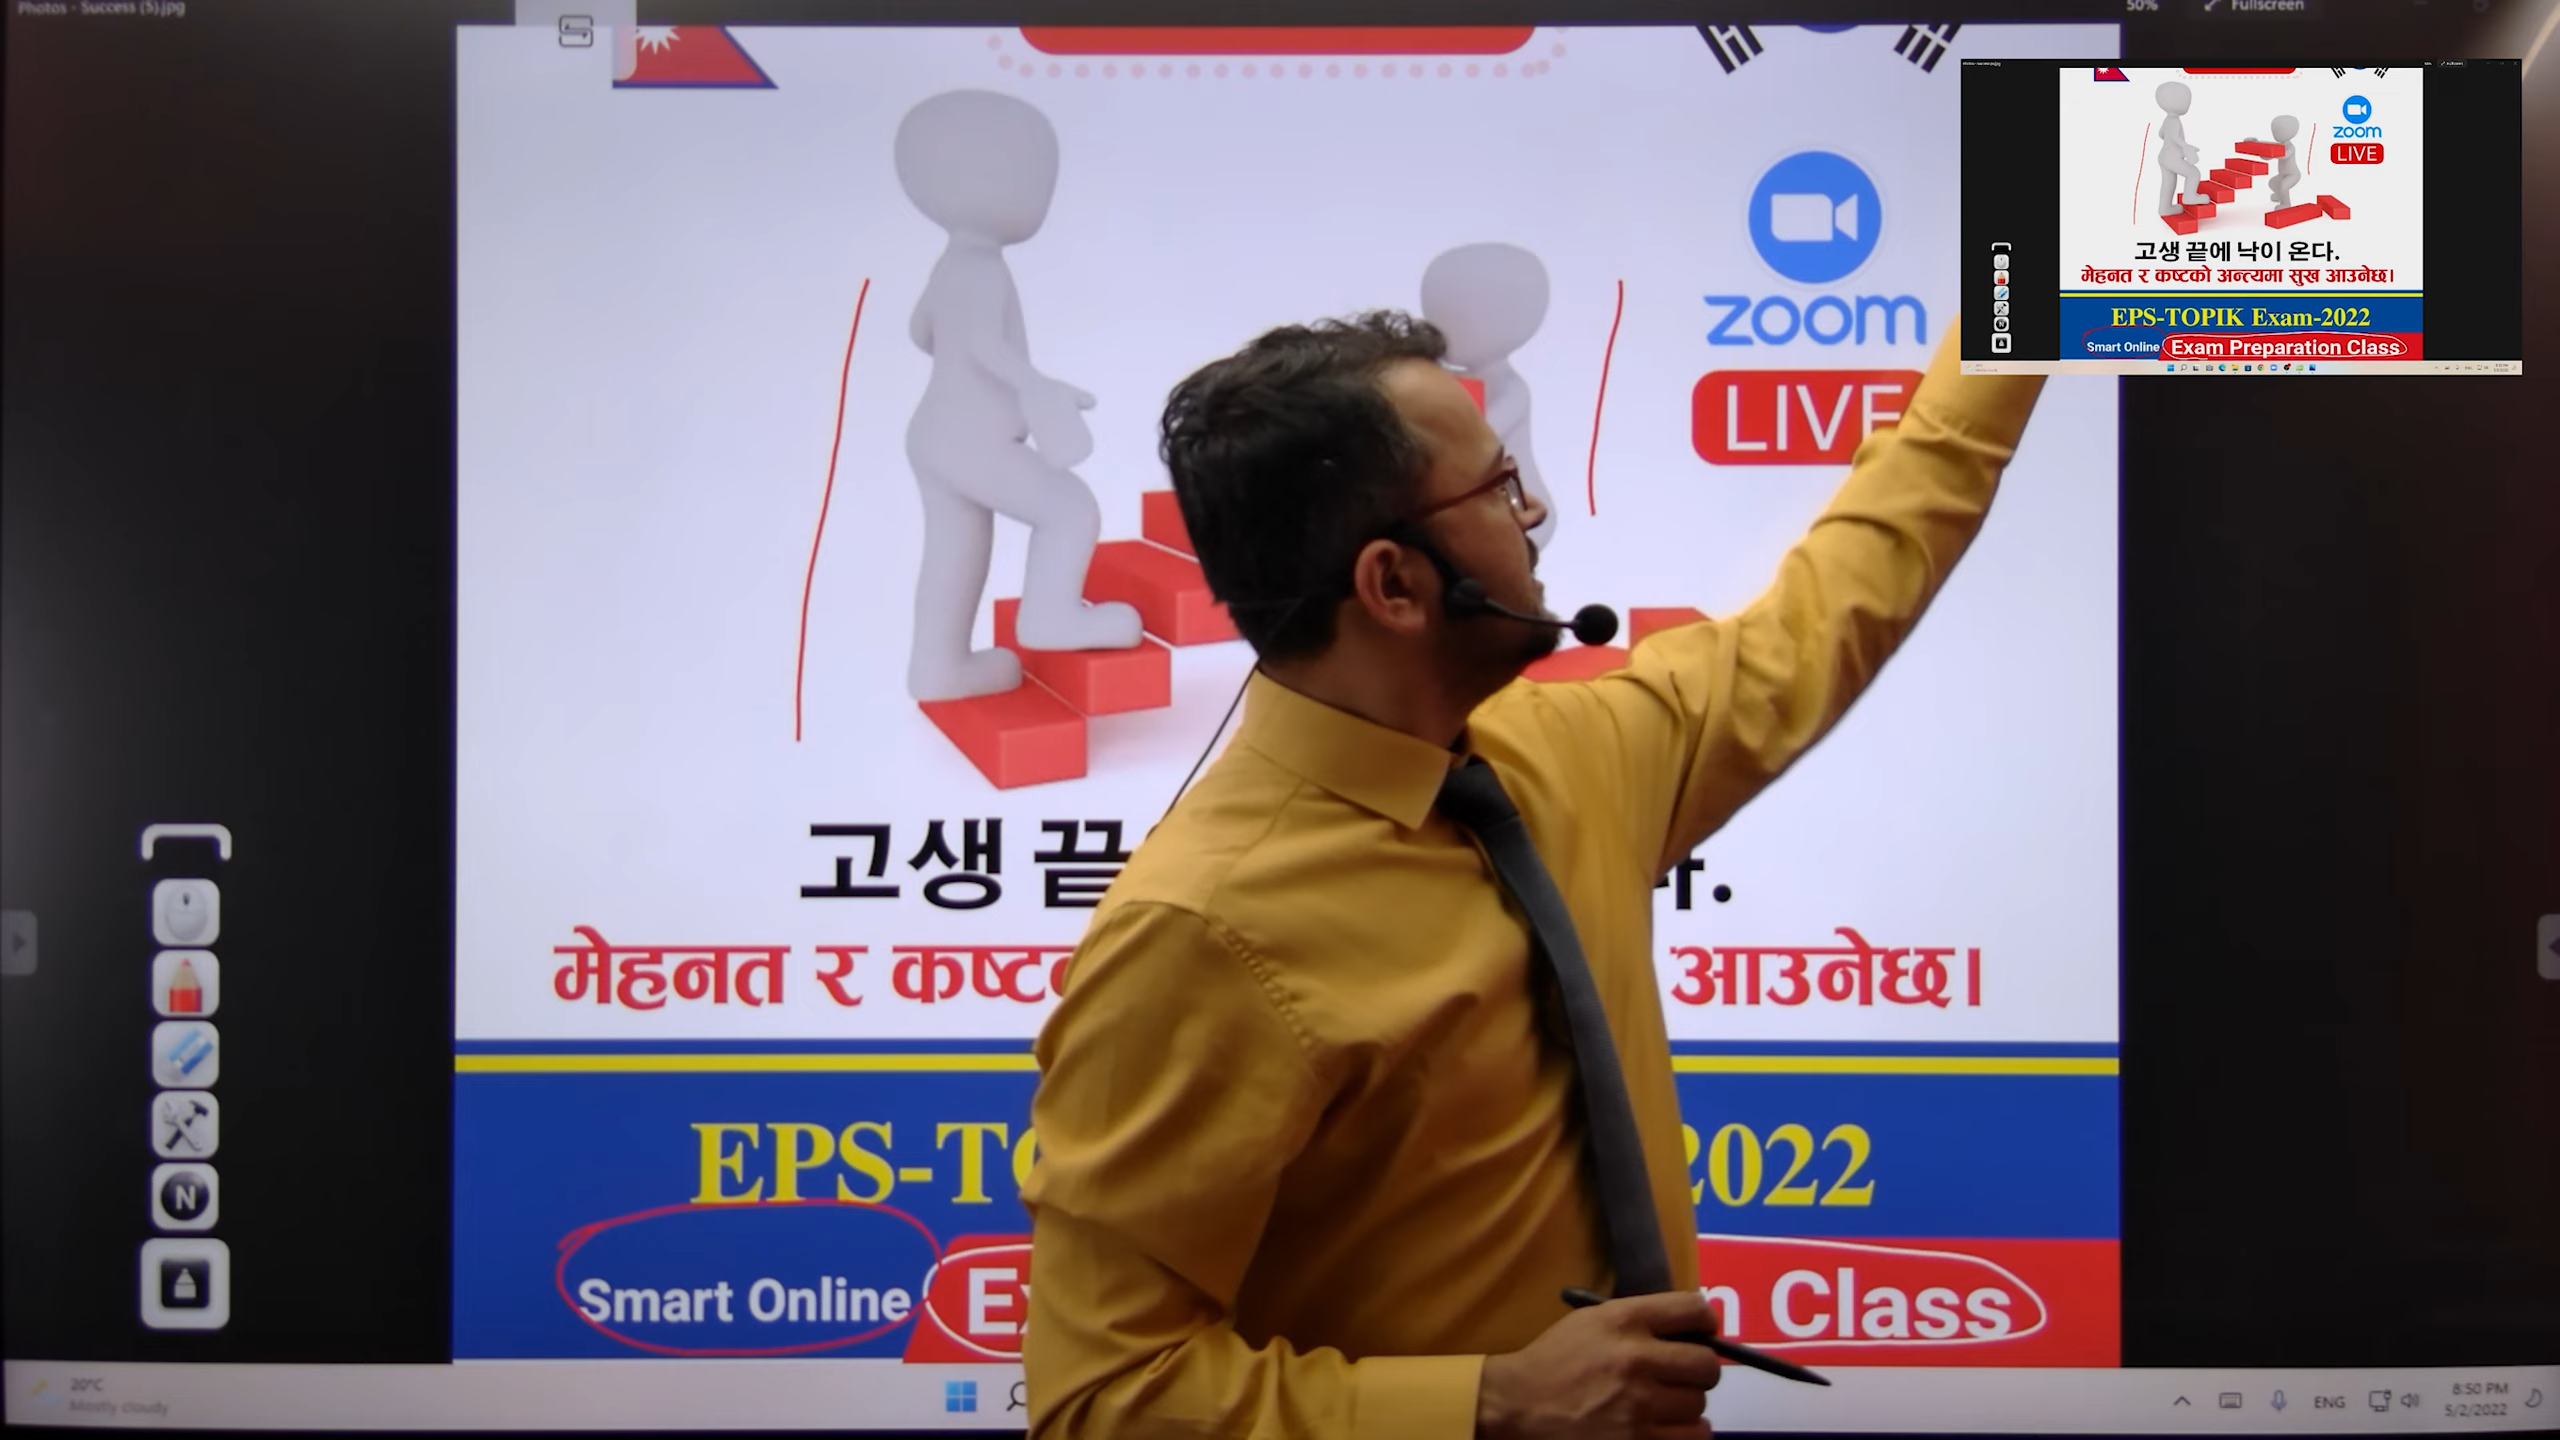 Photos - Success (5).jpg
50% Fullscreen
zoom
LIVE
고생 끝
.
मेहनत र कष्ट
आउनेछ।
EPS-T
2022
Smart Online
E
n Class
N
20°C
Mostly cloudy
ENG
8:50 PM
5/2/2022
zoom
LIVE
고생 끝에 낙이 온다.
मेहनत र कष्टको अन्त्यमा सुख आउनेछ।
EPS-TOPIK Exam-2022
Smart Online Exam Preparation Class